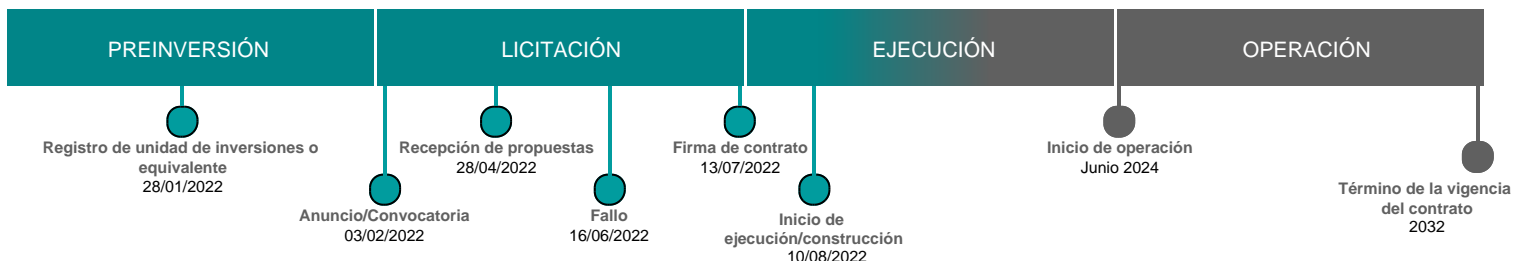 PREINVERSIÓN
LICITACIÓN
EJECUCIÓN
OPERACIÓN
Registro de unidad de inversiones o
equivalente
28/01/2022
Anuncio/Convocatoria
03/02/2022
Recepción de propuestas
28/04/2022
Fallo
16/06/2022
Firma de contrato
13/07/2022
Inicio de
ejecución/construcción
10/08/2022
Inicio de operación
Junio 2024
Término de la vigencia
del contrato
2032